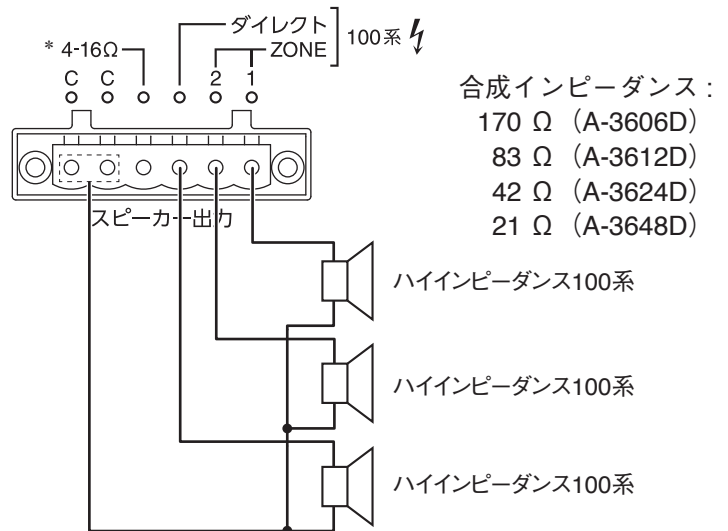 ダイレクト
ZONE
100系
* 4-16Ω
C C 2 1
スピーカー出力
合成インピーダンス：
170 Ω （A-3606D）
83 Ω （A-3612D）
42 Ω （A-3624D）
21 Ω （A-3648D）
ハイインピーダンス100系
ハイインピーダンス100系
ハイインピーダンス100系